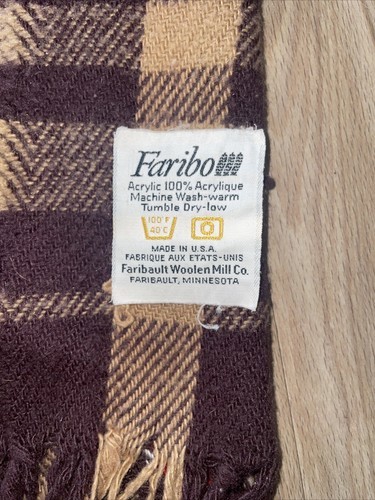 Faribo
Acrylic 100% Acrylique
Machine Wash-warm
Tumble Dry-low
100°F
40 C
MADE IN U.S.A.
FABRIQUE AUX ETATS-UNIS
Faribault Woolen Mill Co.
FARIBAULT, MINNESOTA